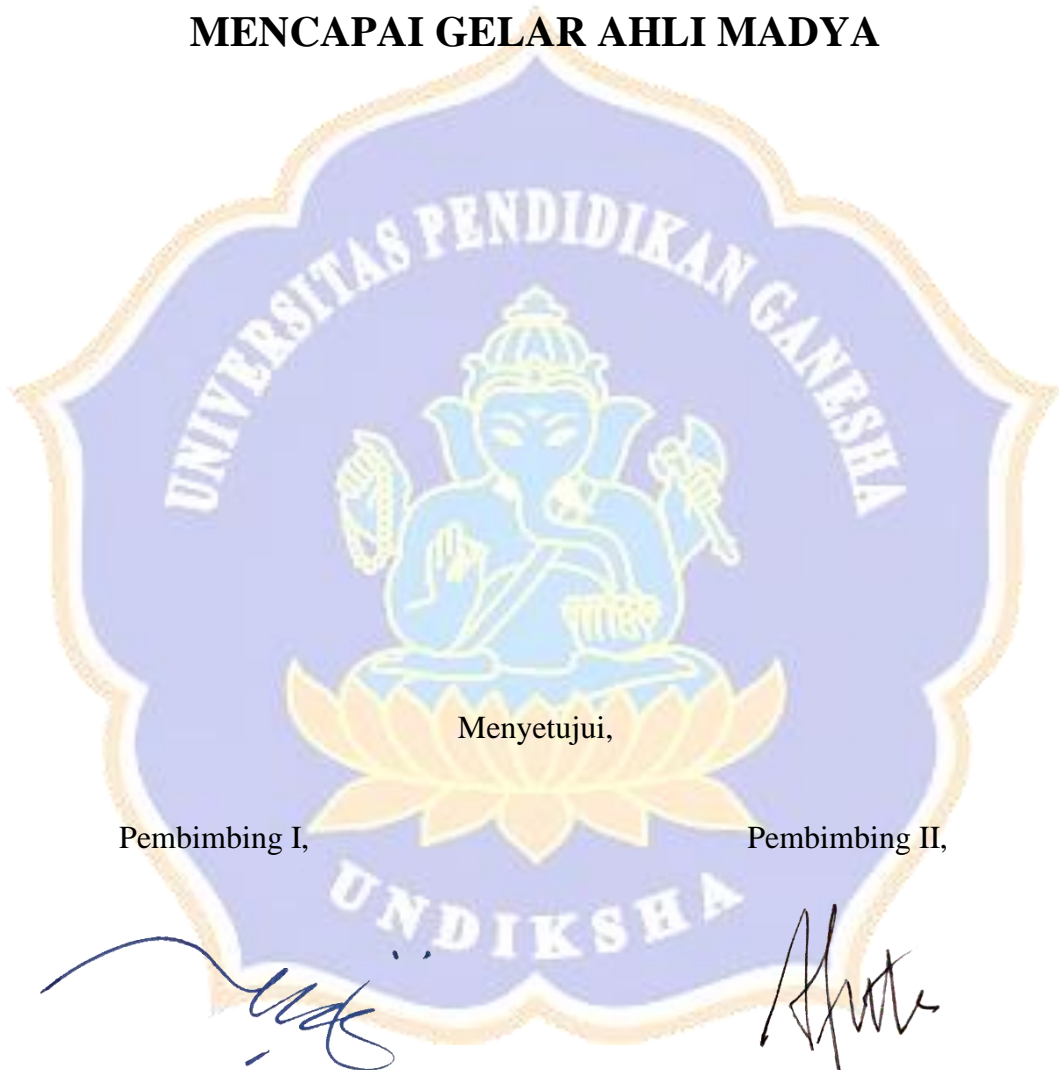 MENCAPAI GELAR AHLI MADYA
UNIVERSITAS PENDIDIKAN GANESHA
Menyetujui,
Pembimbing I,
Pembimbing II,
UNDIKSHA